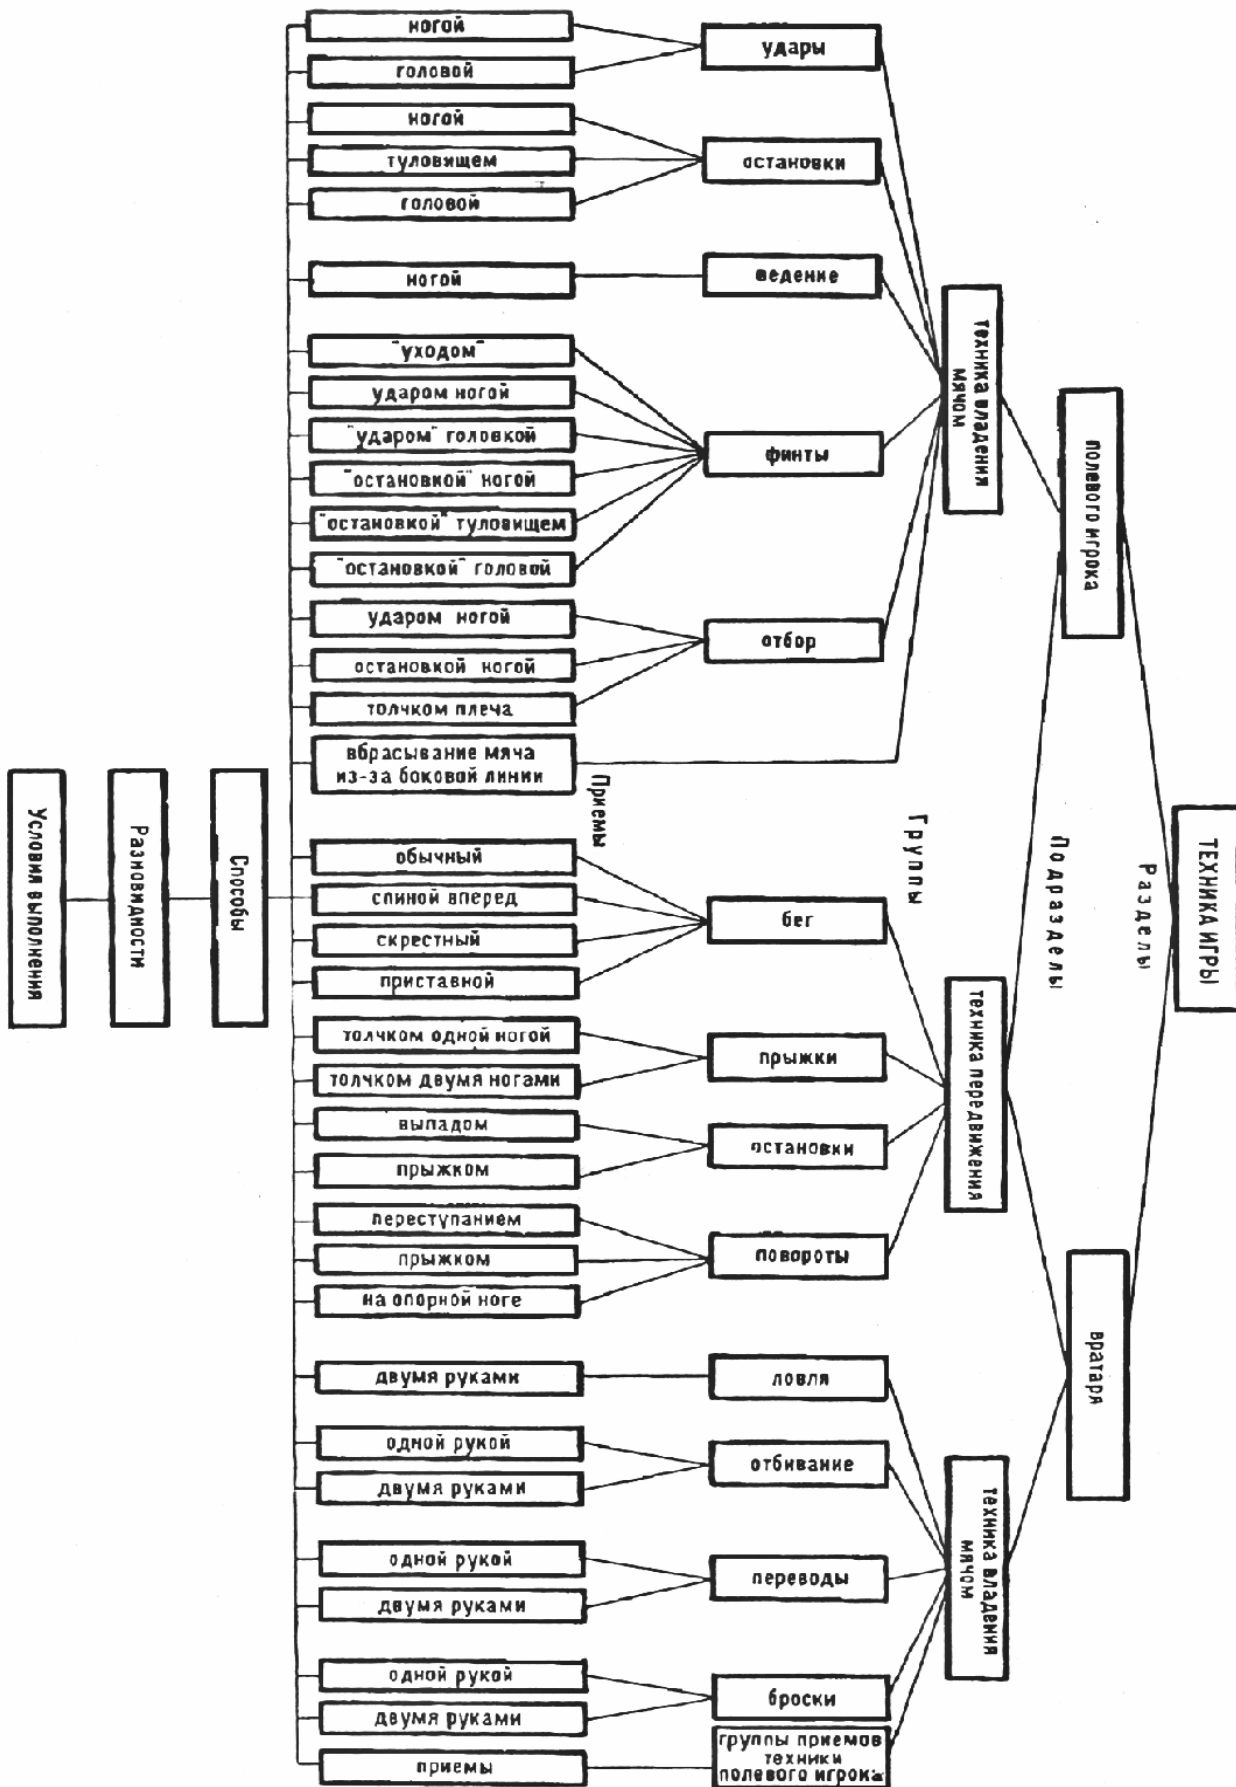 ТЕХНИКА ИГРЫ
Разделы
полевого игрока
вратаря
Подразделы
техника владения
мячом
техника передвижения
техника владения
мячом
Группы
удары
остановки
ведение
финты
отбор
бег
прыжки
остановки
повороты
ловля
отбивание
переводы
броски
группы приемов
техники
полевого игрока
Приемы
ногой
головой
ногой
туловищем
головой
ногой
"уходом"
ударом ногой
"ударом" головкой
"остановкой" ногой
"остановкой" туловищем
"остановкой" головой
ударом ногой
остановкой ногой
толчком плеча
вбрасывание мяча
из-за боковой линии
обычный
спиной вперед
скрестный
приставной
толчком одной ногой
толчком двумя ногами
выпадом
прыжком
переступанием
прыжком
на опорной ноге
двумя руками
одной рукой
двумя руками
одной рукой
двумя руками
одной рукой
двумя руками
приемы
Способы
Разновидности
Условия выполнения